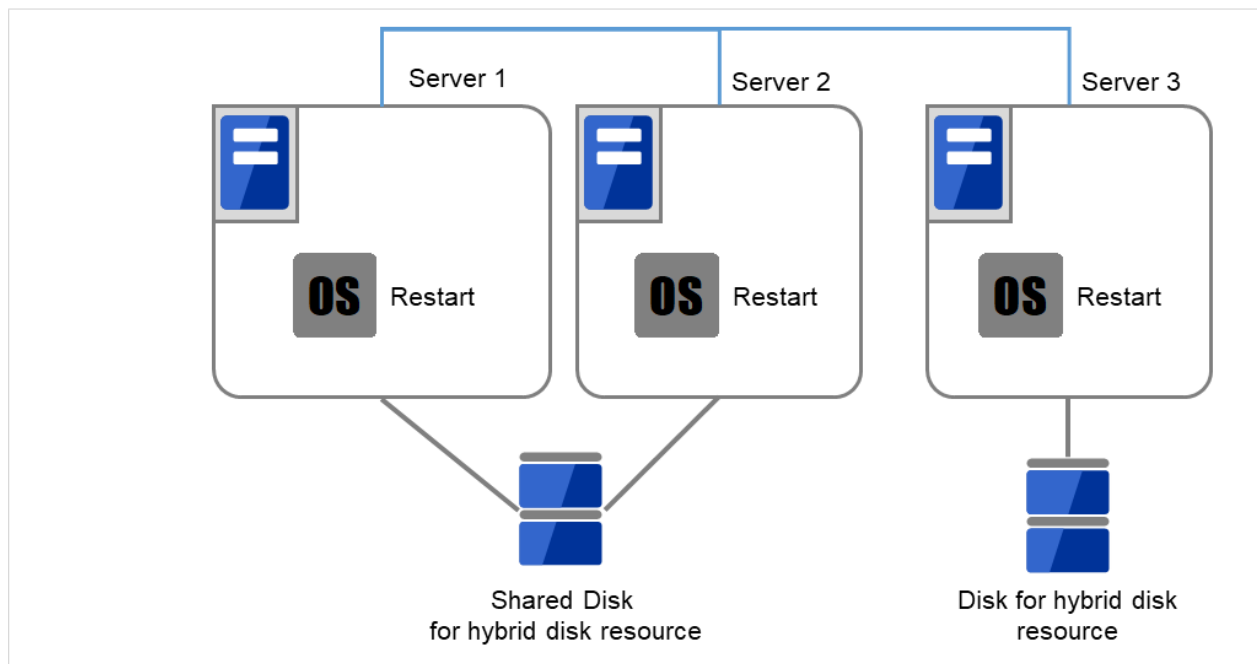 Server 1
Server 2
Server 3
OS Restart
OS Restart
OS Restart
Shared Disk
for hybrid disk resource
Disk for hybrid disk
resource